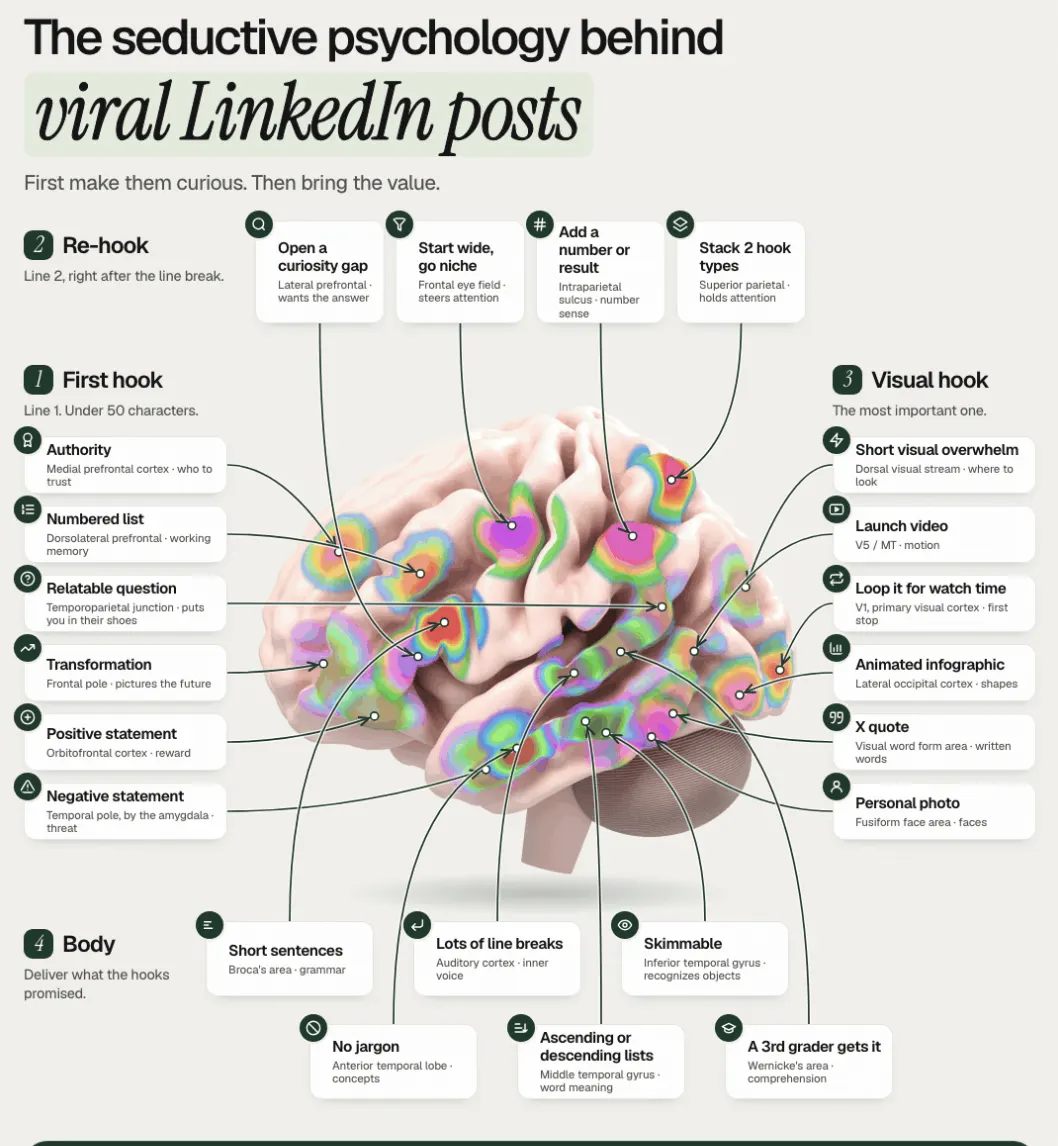 The seductive psychology behind
viral LinkedIn posts
First make them curious. Then bring the value.
2 Re-hook
Line 2, right after the line break.
Open a
curiosity gap
Lateral prefrontal ·
wants the answer
Start wide,
go niche
Frontal eye field ·
steers attention
#
Add a
number or
result
Intraparietal
sulcus · number
sense
Stack 2 hook
types
Superior parietal ·
holds attention
1 First hook
Line 1. Under 50 characters.
Authority
Medial prefrontal cortex · who to
trust
Numbered list
Dorsolateral prefrontal · working
memory
Relatable question
Temporoparietal junction · puts
you in their shoes
Transformation
Frontal pole · pictures the future
Positive statement
Orbitofrontal cortex · reward
Negative statement
Temporal pole, by the amygdala ·
threat
3 Visual hook
The most important one.
Short visual overwhelm
Dorsal visual stream · where to
look
Launch video
V5 / MT · motion
Loop it for watch time
V1, primary visual cortex · first
stop
Animated infographic
Lateral occipital cortex · shapes
X quote
Visual word form area · written
words
Personal photo
Fusiform face area · faces
4 Body
Deliver what the hooks
promised.
Short sentences
Broca's area · grammar
Lots of line breaks
Auditory cortex · inner
voice
Skimmable
Inferior temporal gyrus ·
recognizes objects
No jargon
Anterior temporal lobe ·
concepts
Ascending or
descending lists
Middle temporal gyrus ·
word meaning
A 3rd grader gets it
Wernicke's area ·
comprehension